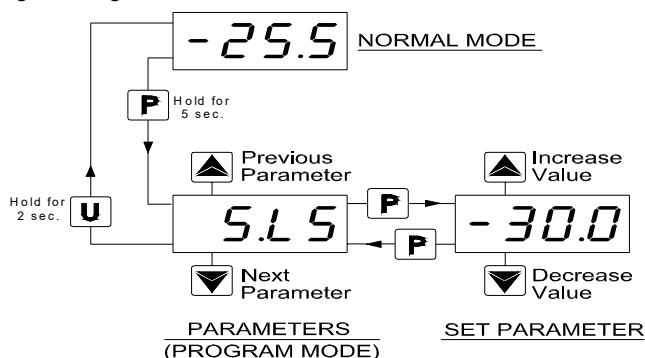 -25.5 NORMAL MODE
P Hold for
5 sec.
Previous
Parameter
Increase
Value
Hold for
2 sec. U
S.LS P P -30.0
Next
Parameter
Decrease
Value
PARAMETERS
(PROGRAM MODE)
SET PARAMETER